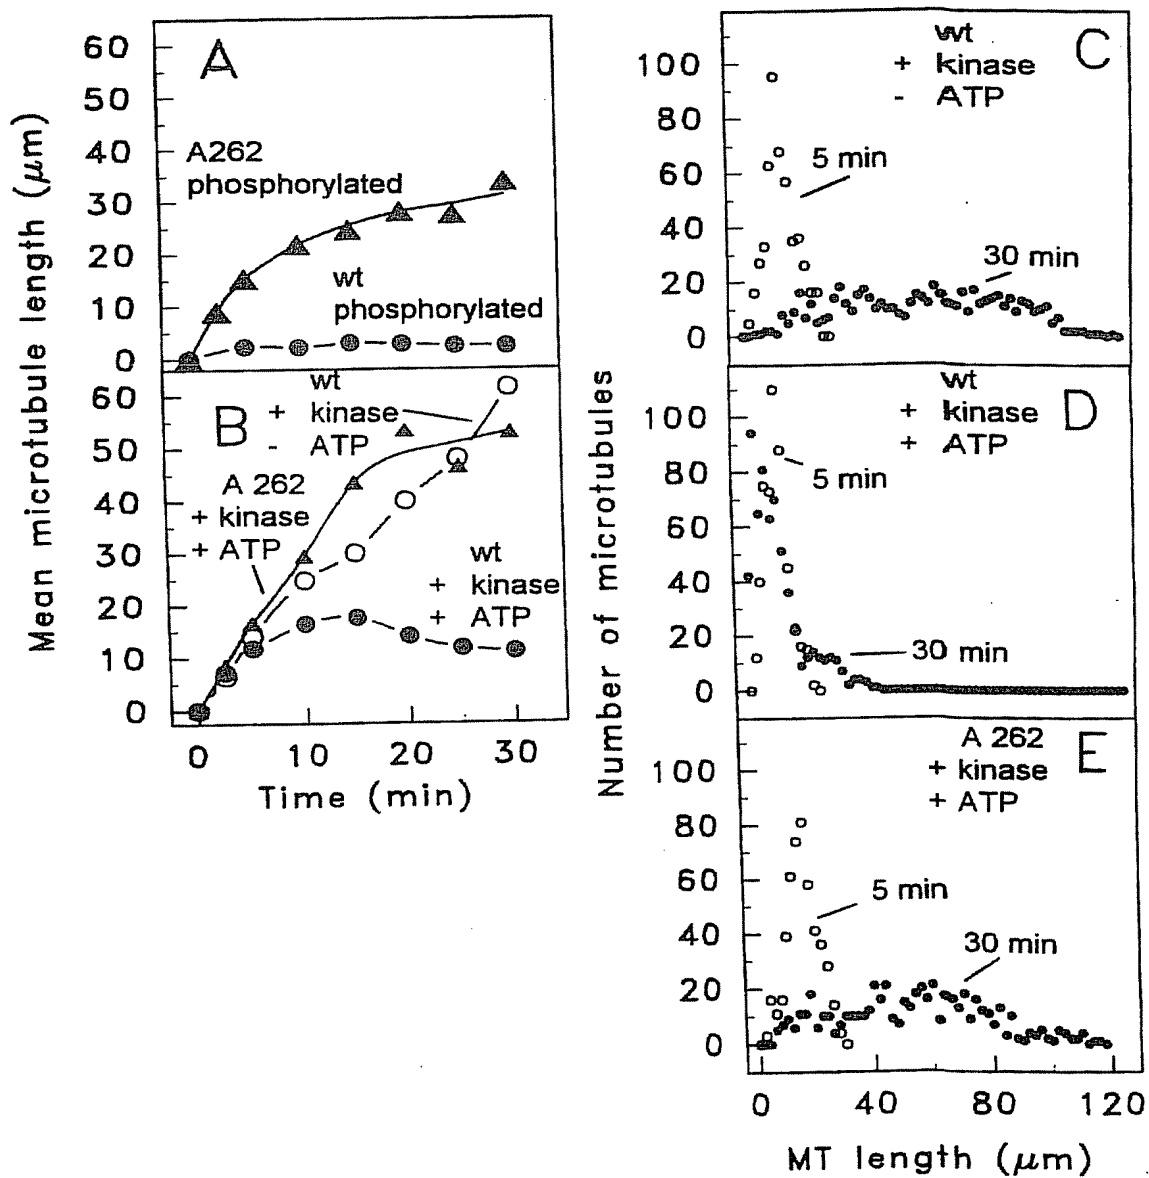 A
60
50
40
30
20
10
0
A262
phosphorylated
wt
phosphorylated
Mean microtubule length (μm)
B
wt
+ kinase
- ATP
A 262
+ kinase
+ ATP
wt
+ kinase
+ ATP
60
50
40
30
20
10
0
0 10 20 30
Time (min)
C
wt
+ kinase
- ATP
5 min
30 min
100
80
60
40
20
0
Number of microtubules
D
wt
+ kinase
+ ATP
5 min
30 min
100
80
60
40
20
0
E
A 262
+ kinase
+ ATP
5 min
30 min
100
80
60
40
20
0
0 40 80 120
MT length (μm)